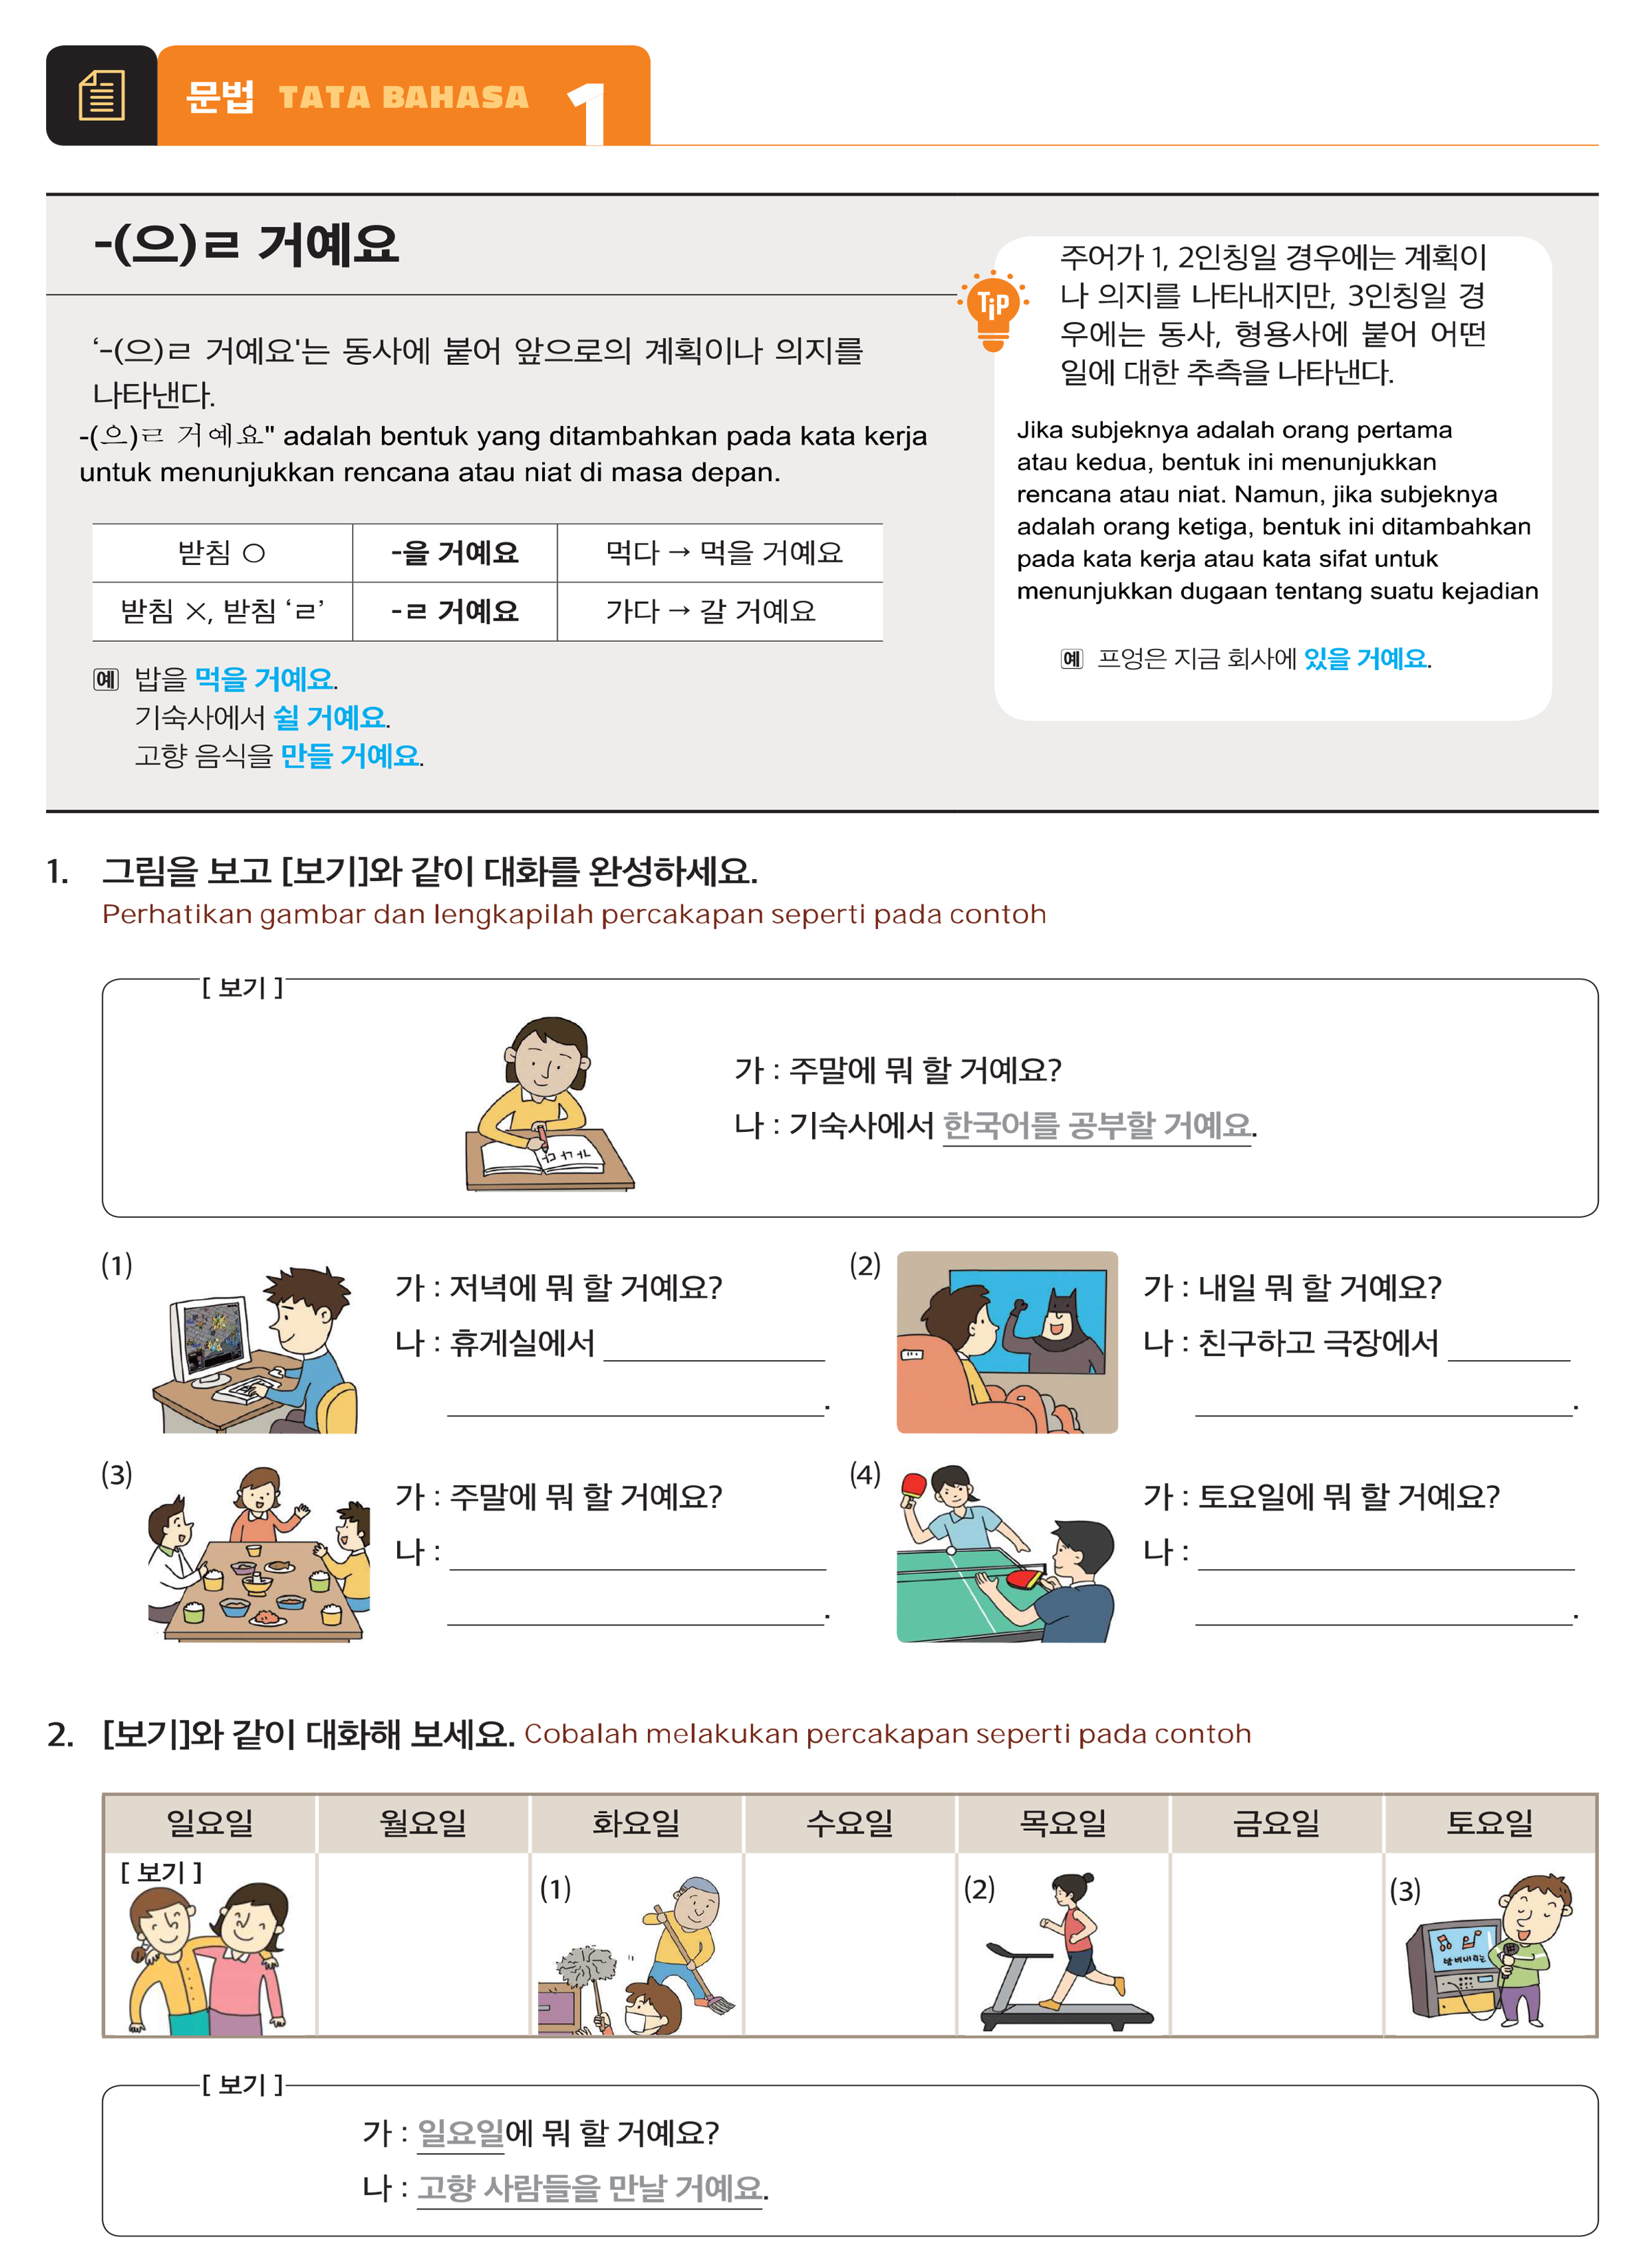 문법 TATA BAHASA 1
-(으)ㄹ 거예요
'-(으)ㄹ 거예요'는 동사에 붙어 앞으로의 계획이나 의지를
나타낸다.
-(으)ㄹ 거예요" adalah bentuk yang ditambahkan pada kata kerja
untuk menunjukkan rencana atau niat di masa depan.
받침 ○ -을 거예요 먹다 → 먹을 거예요
받침 ×, 받침 'ㄹ' -ㄹ 거예요 가다 → 갈 거예요
예 밥을 먹을 거예요.
기숙사에서 쉴 거예요.
고향 음식을 만들 거예요.
TiP
주어가 1, 2인칭일 경우에는 계획이
나 의지를 나타내지만, 3인칭일 경
우에는 동사, 형용사에 붙어 어떤
일에 대한 추측을 나타낸다.
Jika subjeknya adalah orang pertama
atau kedua, bentuk ini menunjukkan
rencana atau niat. Namun, jika subjeknya
adalah orang ketiga, bentuk ini ditambahkan
pada kata kerja atau kata sifat untuk
menunjukkan dugaan tentang suatu kejadian
예 프엉은 지금 회사에 있을 거예요.
1. 그림을 보고 [보기]와 같이 대화를 완성하세요.
Perhatikan gambar dan lengkapilah percakapan seperti pada contoh
[ 보기 ]
가 : 주말에 뭐 할 거예요?
나 : 기숙사에서 한국어를 공부할 거예요.
(1)
가 : 저녁에 뭐 할 거예요?
나 : 휴게실에서
.
(2)
가 : 내일 뭐 할 거예요?
나 : 친구하고 극장에서
.
(3)
가 : 주말에 뭐 할 거예요?
나 :
.
(4)
가 : 토요일에 뭐 할 거예요?
나 :
.
2. [보기]와 같이 대화해 보세요. Cobalah melakukan percakapan seperti pada contoh
일요일 월요일 화요일 수요일 목요일 금요일 토요일
[ 보기 ] (1) (2) (3)
[ 보기 ]
가 : 일요일에 뭐 할 거예요?
나 : 고향 사람들을 만날 거예요.